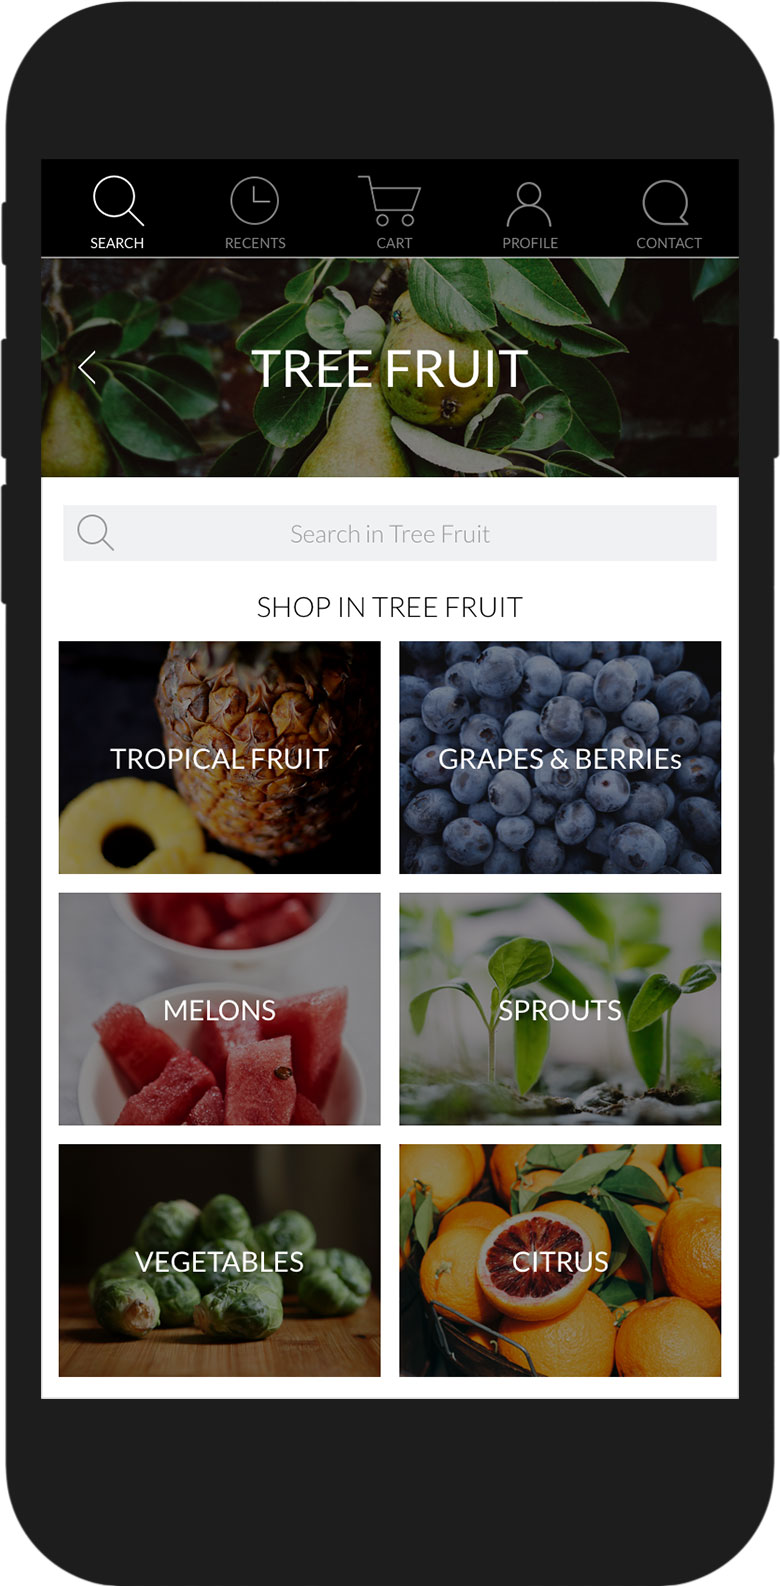 SEARCH RECENTS CART PROFILE CONTACT
TREE FRUIT
Search in Tree Fruit
SHOP IN TREE FRUIT
TROPICAL FRUIT GRAPES & BERRIEs
MELONS SPROUTS
VEGETABLES CITRUS